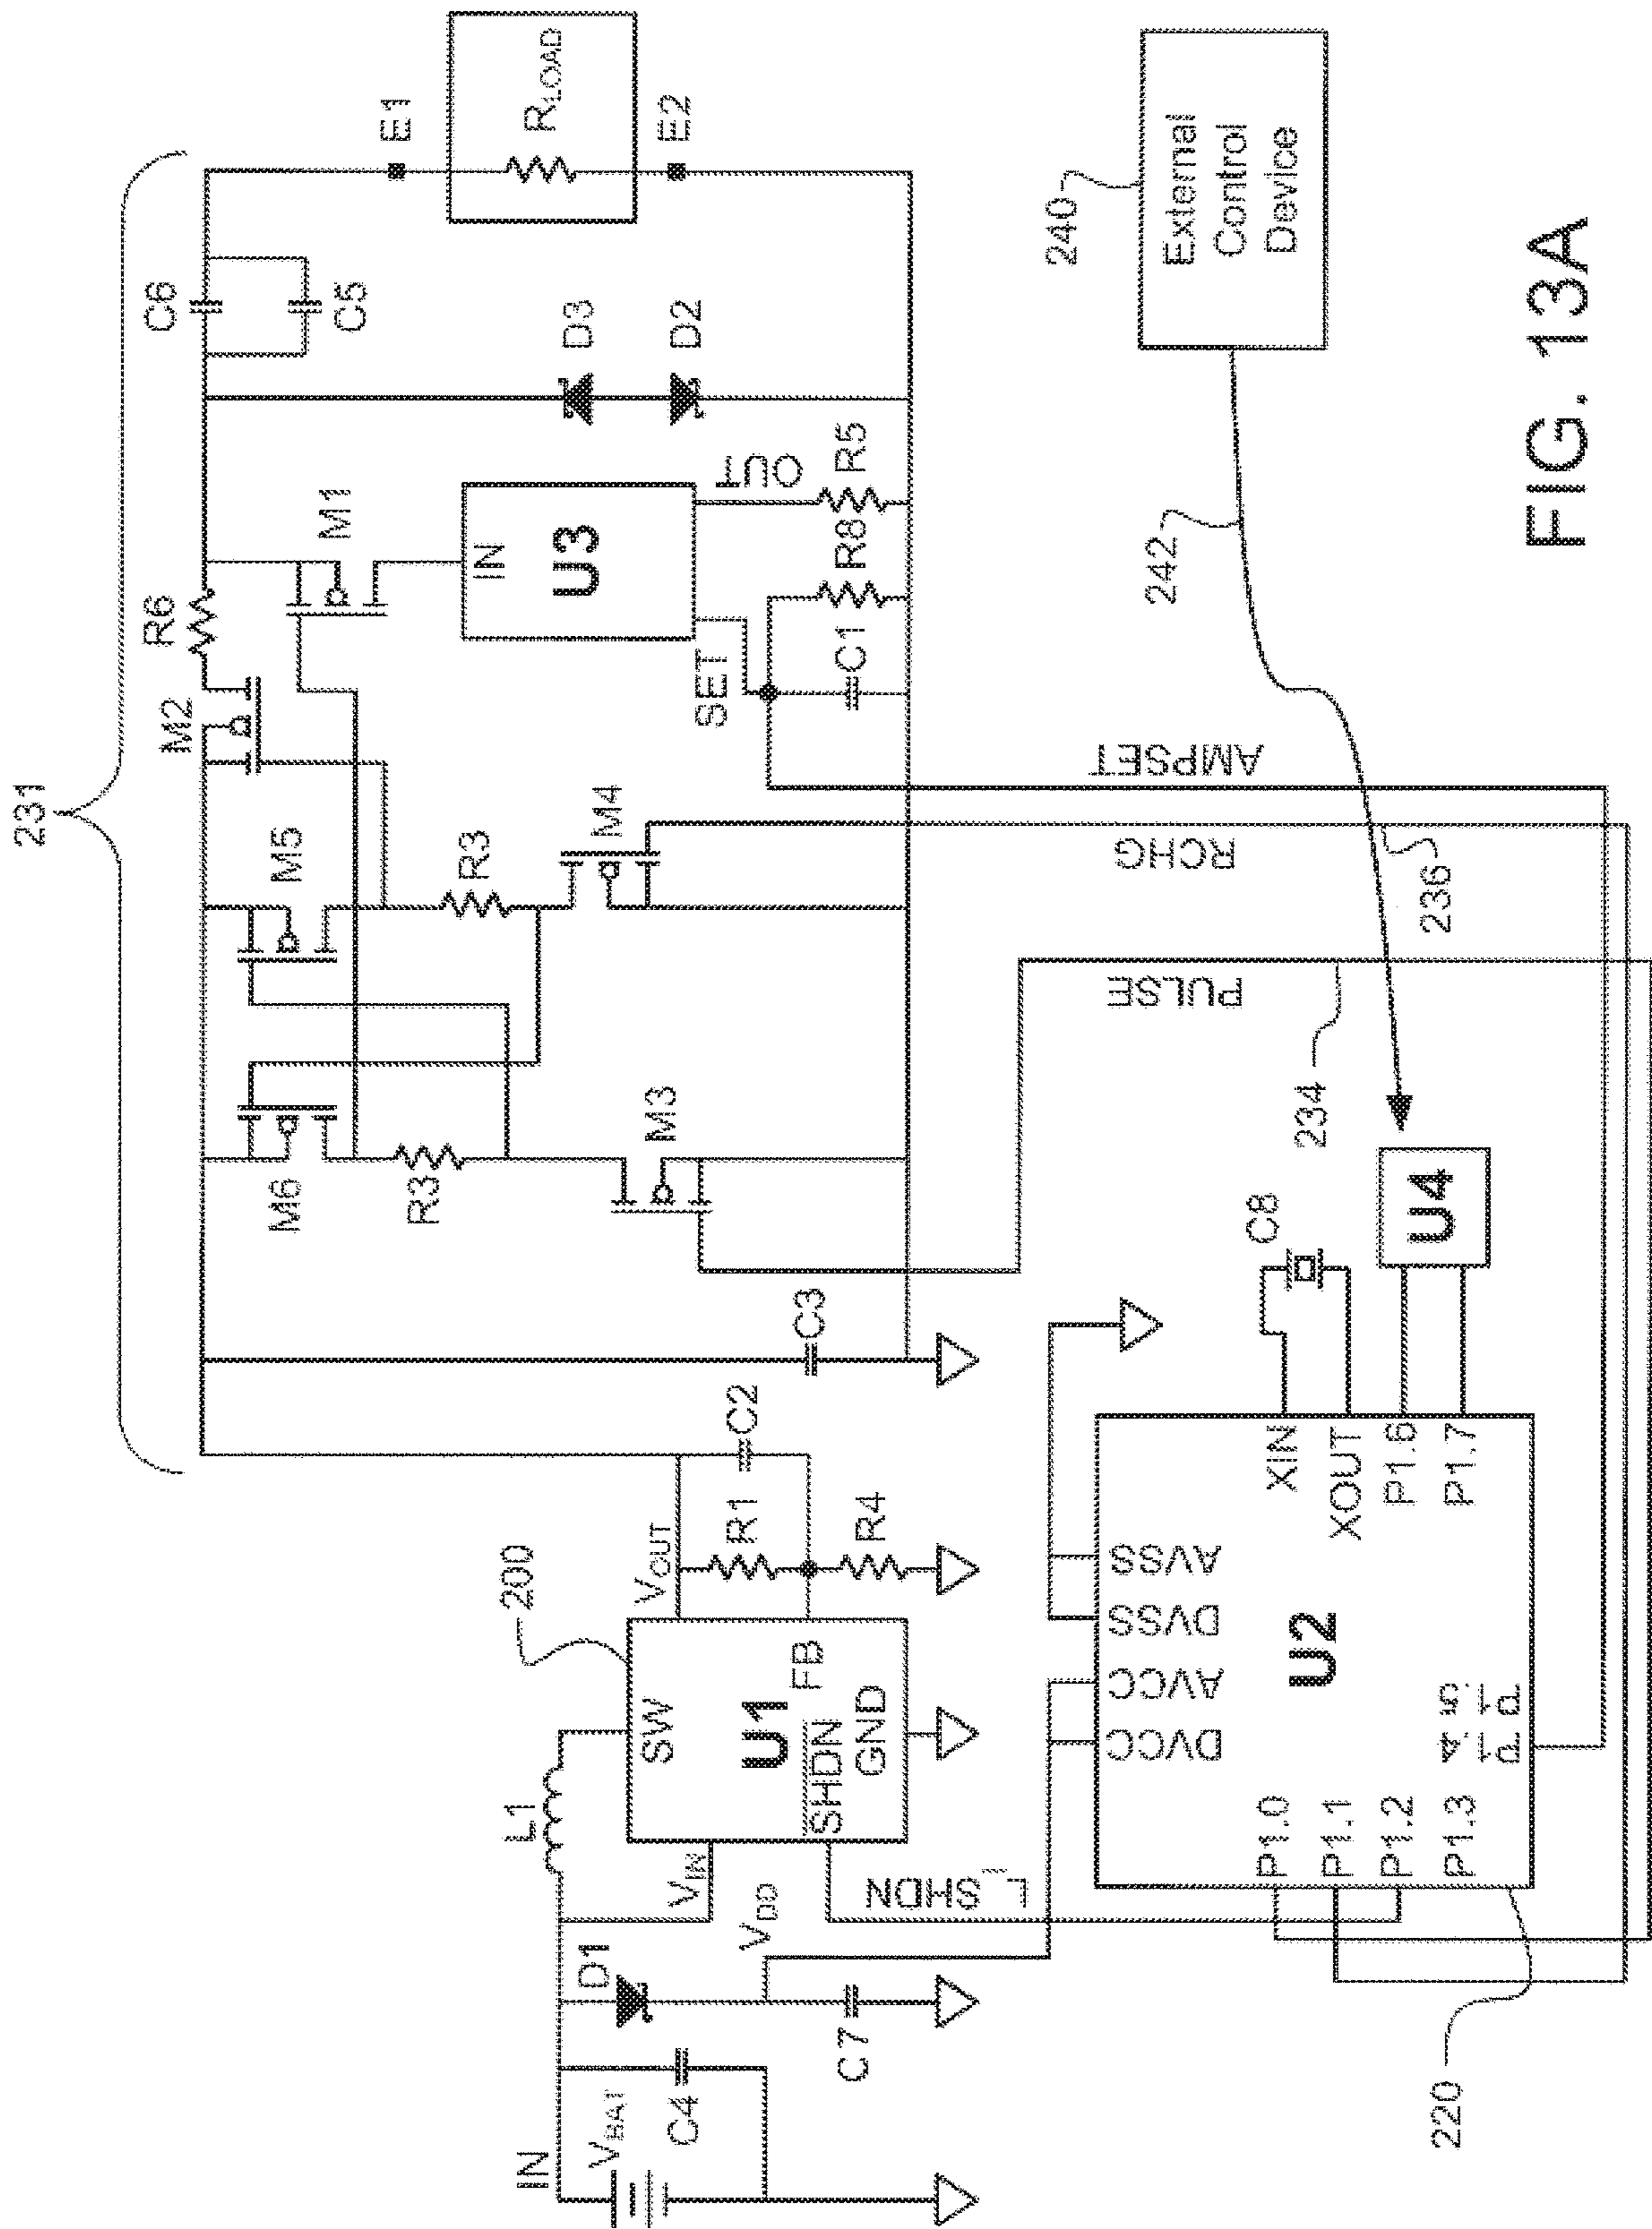 231
C6
C5
R6
M2
M1
M5
M6
R3
R3
M4
M3
C3
IN
U3
SET
OUT
D3
D2
R8
R5
C1
E1
RLOAD
E2
200
VOUT
R1
C2
R4
SW
U1
FB
SHDN
GND
L1
VIN
VDD
L_SHDN
D1
IN
VBAT
C4
C7
AMPSET
RCHG
PULSE
236
234
242
240
External
Control
Device
C8
U4
XIN
XOUT
P1.6
P1.7
AVSS
DVSS
AVCC
DVCC
U2
P1.5
P1.4
P1.0
P1.1
P1.2
P1.3
220
FIG. 13A